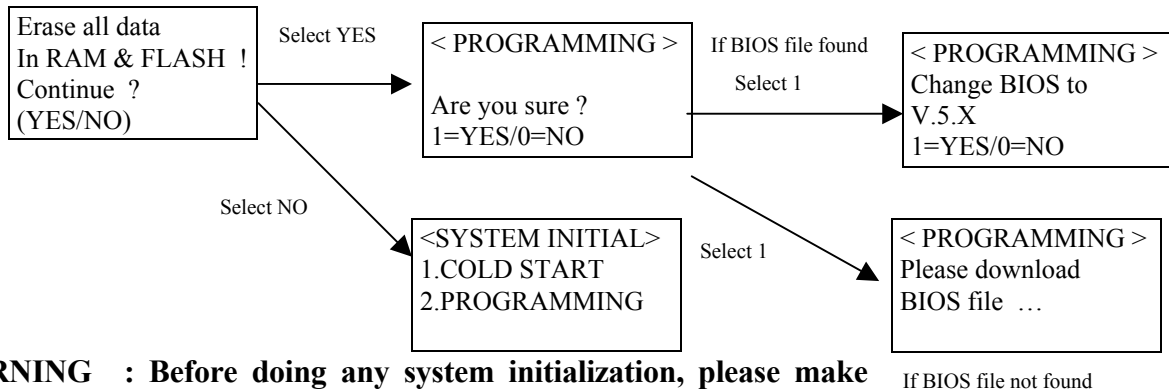 Erase all data
In RAM & FLASH !
Continue ?
(YES/NO)
Select YES
< PROGRAMMING >
Are you sure ?
1=YES/0=NO
If BIOS file found
Select 1
< PROGRAMMING >
Change BIOS to
V.5.X
1=YES/0=NO
Select NO
<SYSTEM INITIAL>
1.COLD START
2.PROGRAMMING
Select 1
< PROGRAMMING >
Please download
BIOS file …
If BIOS file not found
RNING : Before doing any system initialization, please make